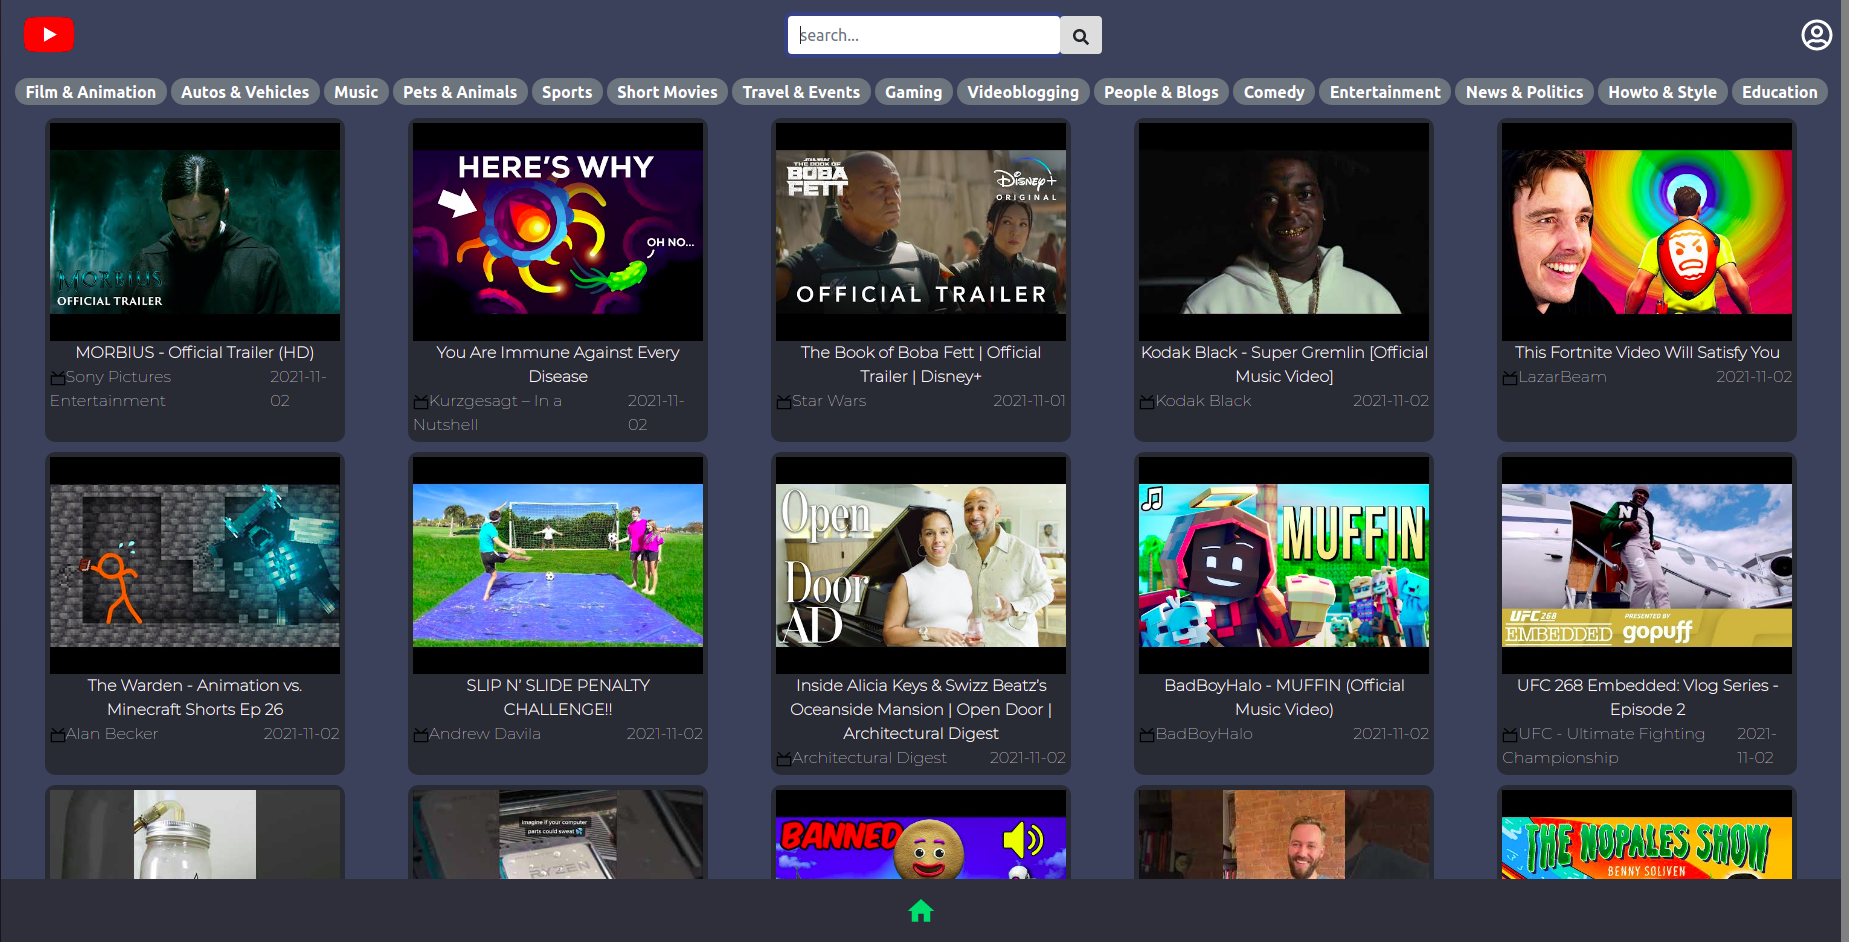 search...
Film & Animation
Autos & Vehicles
Music
Pets & Animals
Sports
Short Movies
Travel & Events
Gaming
Videoblogging
People & Blogs
Comedy
Entertainment
News & Politics
Howto & Style
Education
MORBIUS
OFFICIAL TRAILER
MORBIUS - Official Trailer (HD)
Sony Pictures
Entertainment
2021-11-
02
HERE'S WHY
OH NO...
You Are Immune Against Every
Disease
Kurzgesagt – In a
Nutshell
2021-11-
02
STAR WARS
THE BOOK OF
BOBA
FETT
Disney+
ORIGINAL
OFFICIAL TRAILER
The Book of Boba Fett | Official
Trailer | Disney+
Star Wars
2021-11-01
Kodak Black - Super Gremlin [Official
Music Video]
Kodak Black
2021-11-02
This Fortnite Video Will Satisfy You
LazarBeam
2021-11-02
The Warden - Animation vs.
Minecraft Shorts Ep 26
Alan Becker
2021-11-02
SLIP N' SLIDE PENALTY
CHALLENGE!!
Andrew Davila
2021-11-02
Open
Door
AD
Inside Alicia Keys & Swizz Beatz's
Oceanside Mansion | Open Door |
Architectural Digest
Architectural Digest
2021-11-02
MUFFIN
BadBoyHalo - MUFFIN (Official
Music Video)
BadBoyHalo
2021-11-02
N
UFC 268
EMBEDDED
PRESENTED BY
gopuff
UFC 268 Embedded: Vlog Series -
Episode 2
UFC - Ultimate Fighting
Championship
2021-
11-02
imagine if your computer
parts could sweat
RYZEN
BANNED
THE NOPALES SHOW
BENNY SOLIVEN